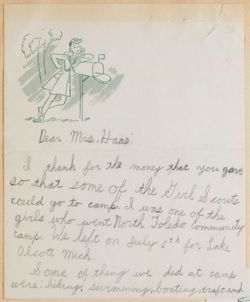 Dear Mrs. Haas:
I thank for the money that you gave
so that some of the Girl Scouts
could go to camp. I was one of the
girls who went North Toledo community
camp. We left on July 5th for Lake
Alcott Mich
Some of thing we did at camp
were: hiking, swimming, boating, craft and